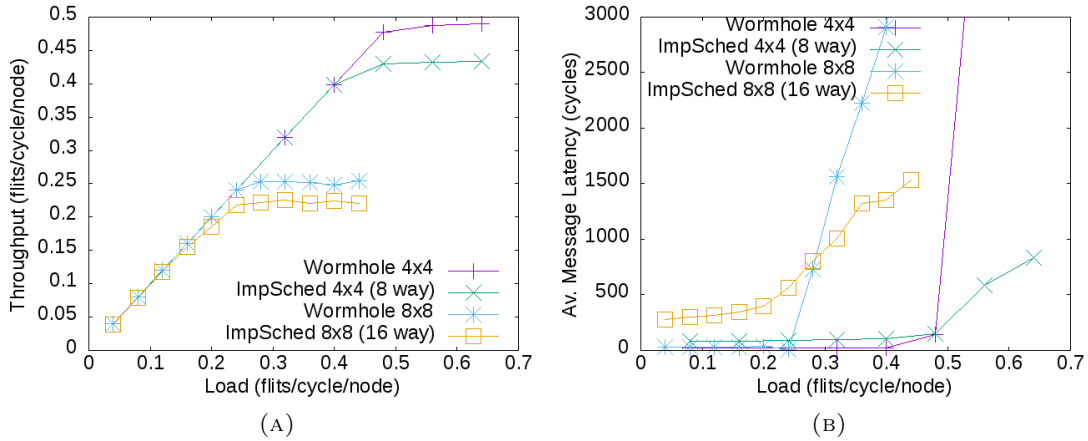 Throughput (flits/cycle/node)
0.5
0.45
0.4
0.35
0.3
0.25
0.2
0.15
0.1
0.05
0
Wormhole 4x4
ImpSched 4x4 (8 way)
Wormhole 8x8
ImpSched 8x8 (16 way)
0 0.1 0.2 0.3 0.4 0.5 0.6 0.7
Load (flits/cycle/node)
(A)
Av. Message Latency (cycles)
3000
2500
2000
1500
1000
500
0
Wormhole 4x4
ImpSched 4x4 (8 way)
Wormhole 8x8
ImpSched 8x8 (16 way)
0 0.1 0.2 0.3 0.4 0.5 0.6 0.7
Load (flits/cycle/node)
(B)